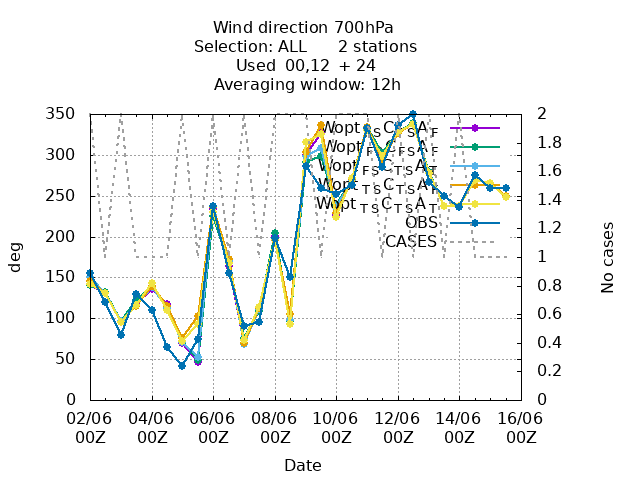 Wind direction 700hPa
Selection: ALL 2 stations
Used 00,12 + 24
Averaging window: 12h
deg
350
300
250
200
150
100
50
0
OBS
CASES
2
1.8
1.6
1.4
1.2
1
0.8
0.6
0.4
0.2
0
No cases
02/06 04/06 06/06 08/06 10/06 12/06 14/06 16/06
00Z 00Z 00Z 00Z 00Z 00Z 00Z 00Z
Date